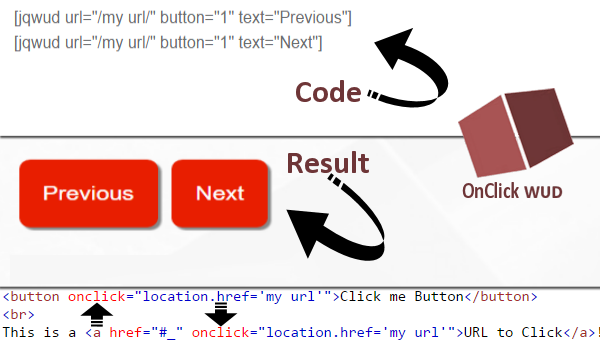 [jqwud url="/my url/" button="1" text="Previous"]
[jqwud url="/my url/" button="1" text="Next"]
Code
OnClick WUD
Result
Previous Next
<button onclick="location.href='my url'">Click me Button</button>
<br>
This is a <a href="#_" onclick="location.href='my url'">URL to Click</a>!